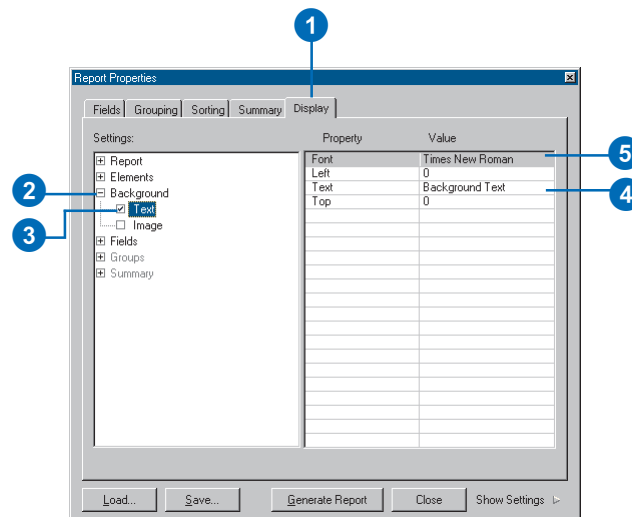 1
Report Properties
Fields Grouping Sorting Summary Display
Settings:
Property Value
Report
Elements
Background
Text
Image
Fields
Groups
Summary
Font Times New Roman
Left 0
Text Background Text
Top 0
2
3
5
4
Load... Save... Generate Report Close Show Settings